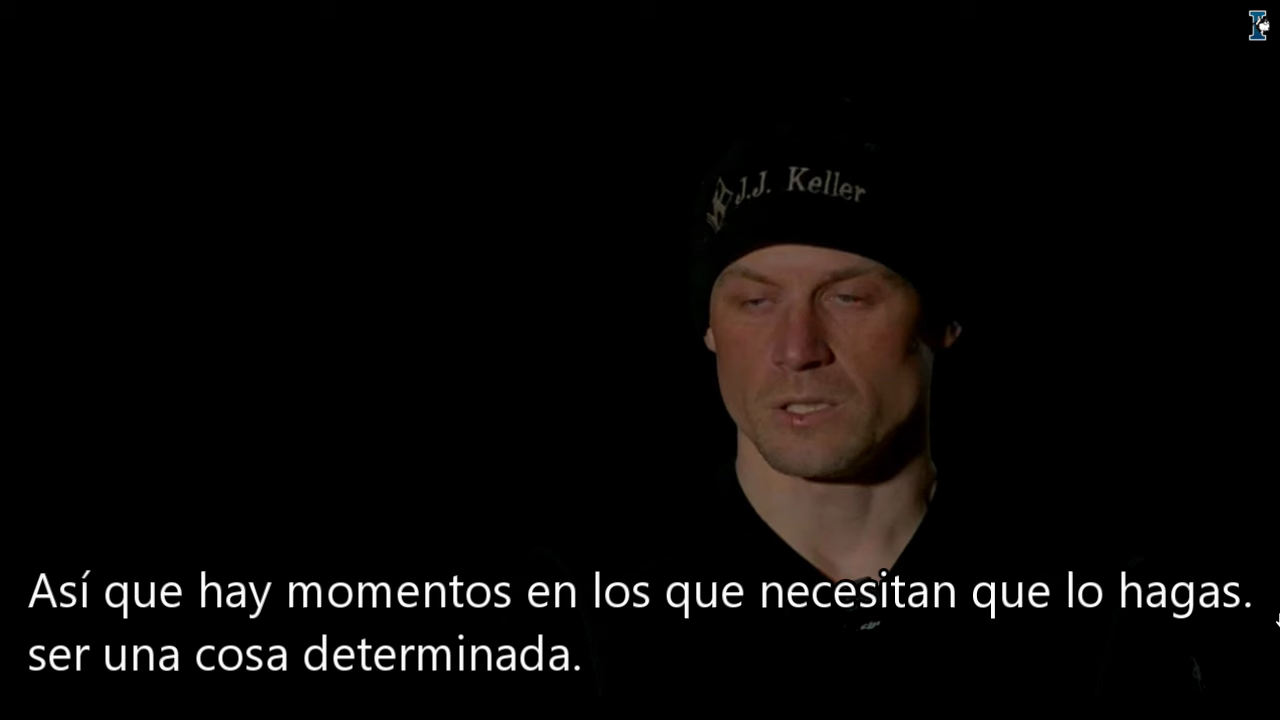 J.J. Keller
Así que hay momentos en los que necesitan que lo hagas.
ser una cosa determinada.